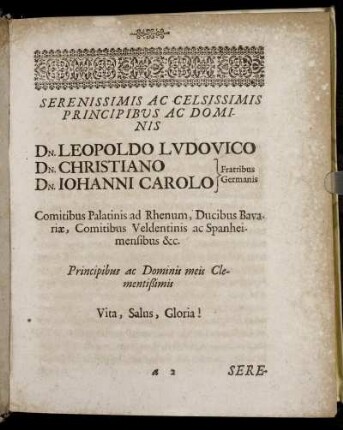 SERENISSIMIS AC CELSISSIMIS
PRINCIPIBUS AC DOMI-
NIS
DN. LEOPOLDO LVDOVICO
DN. CHRISTIANO
DN. IOHANNI CAROLO
Fratribus
Germanis
Comitibus Palatinis ad Rhenum, Ducibus Bava-
riæ, Comitibus Veldentinis ac Spanhei-
mensibus &c.
Principibus ac Dominis meis Cle-
mentissimis
Vita, Salus, Gloria!
a 2 SERE-